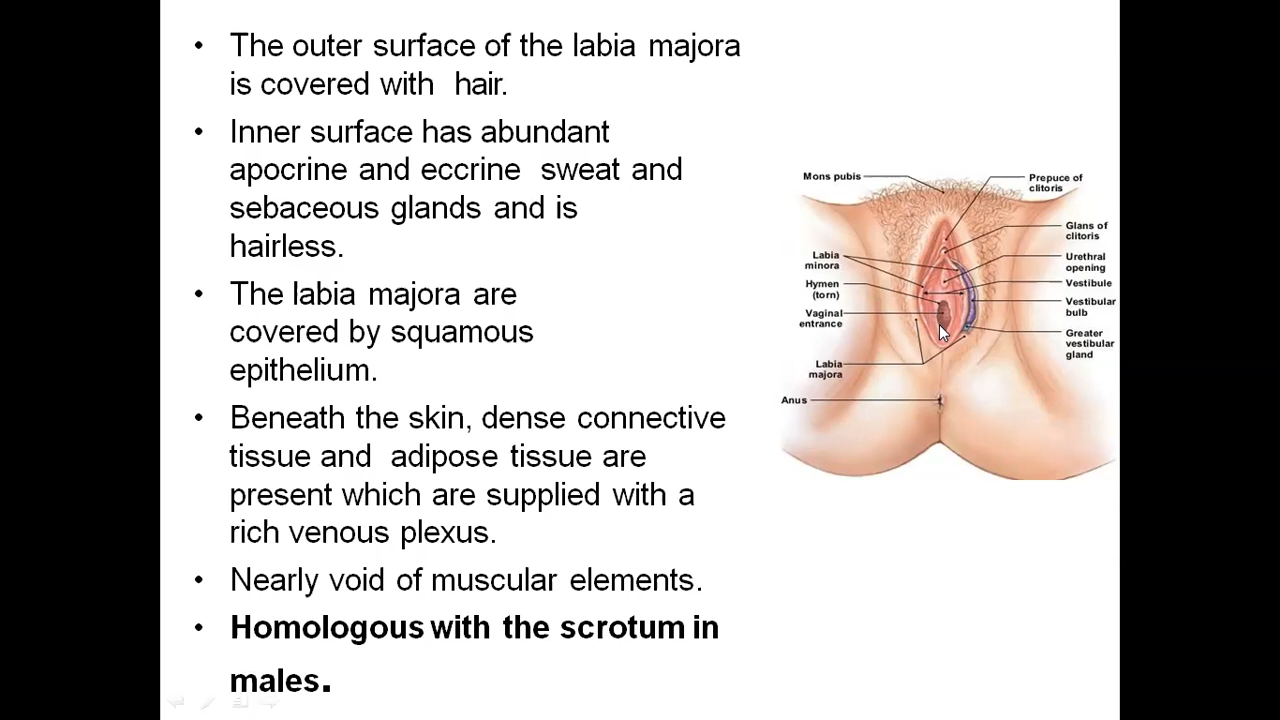 • The outer surface of the labia majora
is covered with hair.
• Inner surface has abundant
apocrine and eccrine sweat and
sebaceous glands and is
hairless.
• The labia majora are
covered by squamous
epithelium.
• Beneath the skin, dense connective
tissue and adipose tissue are
present which are supplied with a
rich venous plexus.
• Nearly void of muscular elements.
• Homologous with the scrotum in
males.
Mons pubis
Labia
minora
Hymen
(torn)
Vaginal
entrance
Labia
majora
Anus
Prepuce of
clitoris
Glans of
clitoris
Urethral
opening
Vestibule
Vestibular
bulb
Greater
vestibular
gland